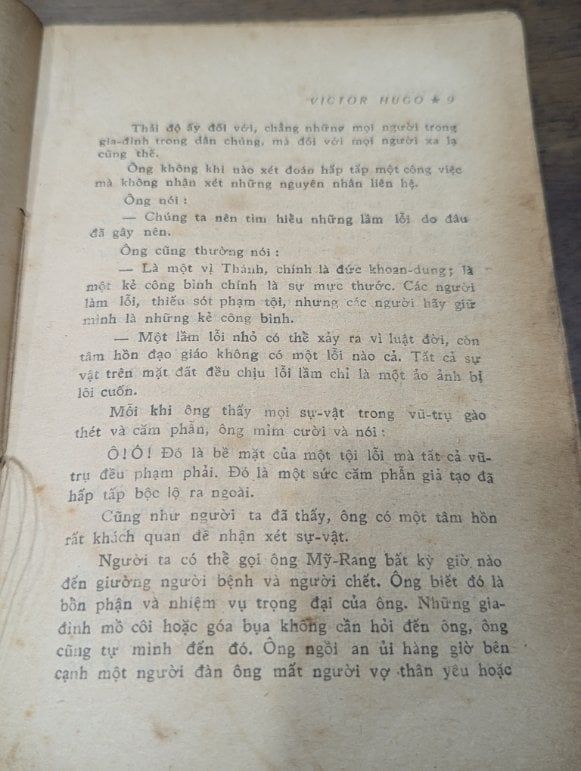 VICTOR HUGO ★ 9
Thái độ ấy đối với, chẳng những mọi người trong
gia-đình trong dân chúng, mà đối với mọi người xa lạ
cũng thế.
Ông không khi nào xét đoán hấp tấp một công việc
mà không nhận xét những nguyên nhân liên hệ.
Ông nói :
— Chúng ta nên tìm hiểu những lầm lỗi do đâu
đã gây nên.
Ông cũng thường nói :
— Là một vị Thánh, chính là đức khoan-dung; là
một kẻ công bình chính là sự mực thước. Các người
lầm lỗi, thiếu sót phạm tội, nhưng các người hãy giữ
mình là những kẻ công bình.
— Một lầm lỗi nhỏ có thể xảy ra vì luật đời, còn
tâm hồn đạo giáo không có một lỗi nào cả. Tất cả sự
vật trên mặt đất đều chịu lỗi lầm chỉ là một ảo ảnh bị
lôi cuốn.
Mỗi khi ông thấy mọi sự-vật trong vũ-trụ gào
thét và căm phẫn, ông mỉm cười và nói :
Ô!Ô! Đó là bề mặt của một tội lỗi mà tất cả vũ-
trụ đều phạm phải. Đó là một sức căm phẫn giả tạo đã
hấp tấp bộc lộ ra ngoài.
Cũng như người ta đã thấy, ông có một tâm hồn
rất khách quan để nhận xét sự-vật.
Người ta có thể gọi ông Mỹ-Rang bất kỳ giờ nào
đến giường người bệnh và người chết. Ông biết đó là
bồn phận và nhiệm vụ trọng đại của ông. Những gia-
đình mồ côi hoặc góa bụa không cần hỏi đến ông, ông
cũng tự mình đến đó. Ông ngồi an ủi hàng giờ bên
cạnh một người đàn ông mất người vợ thân yêu hoặc